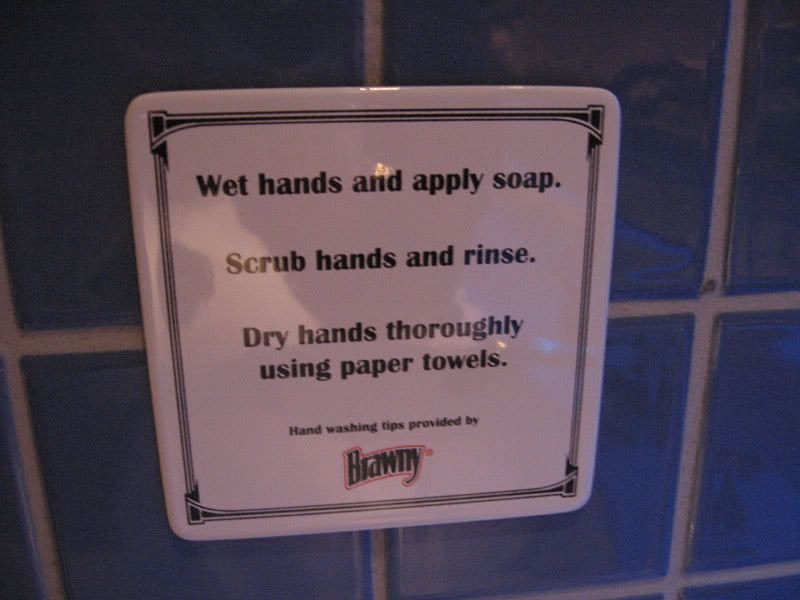 Wet hands and apply soap.
Scrub hands and rinse.
Dry hands thoroughly
using paper towels.
Hand washing tips provided by
Brawny®